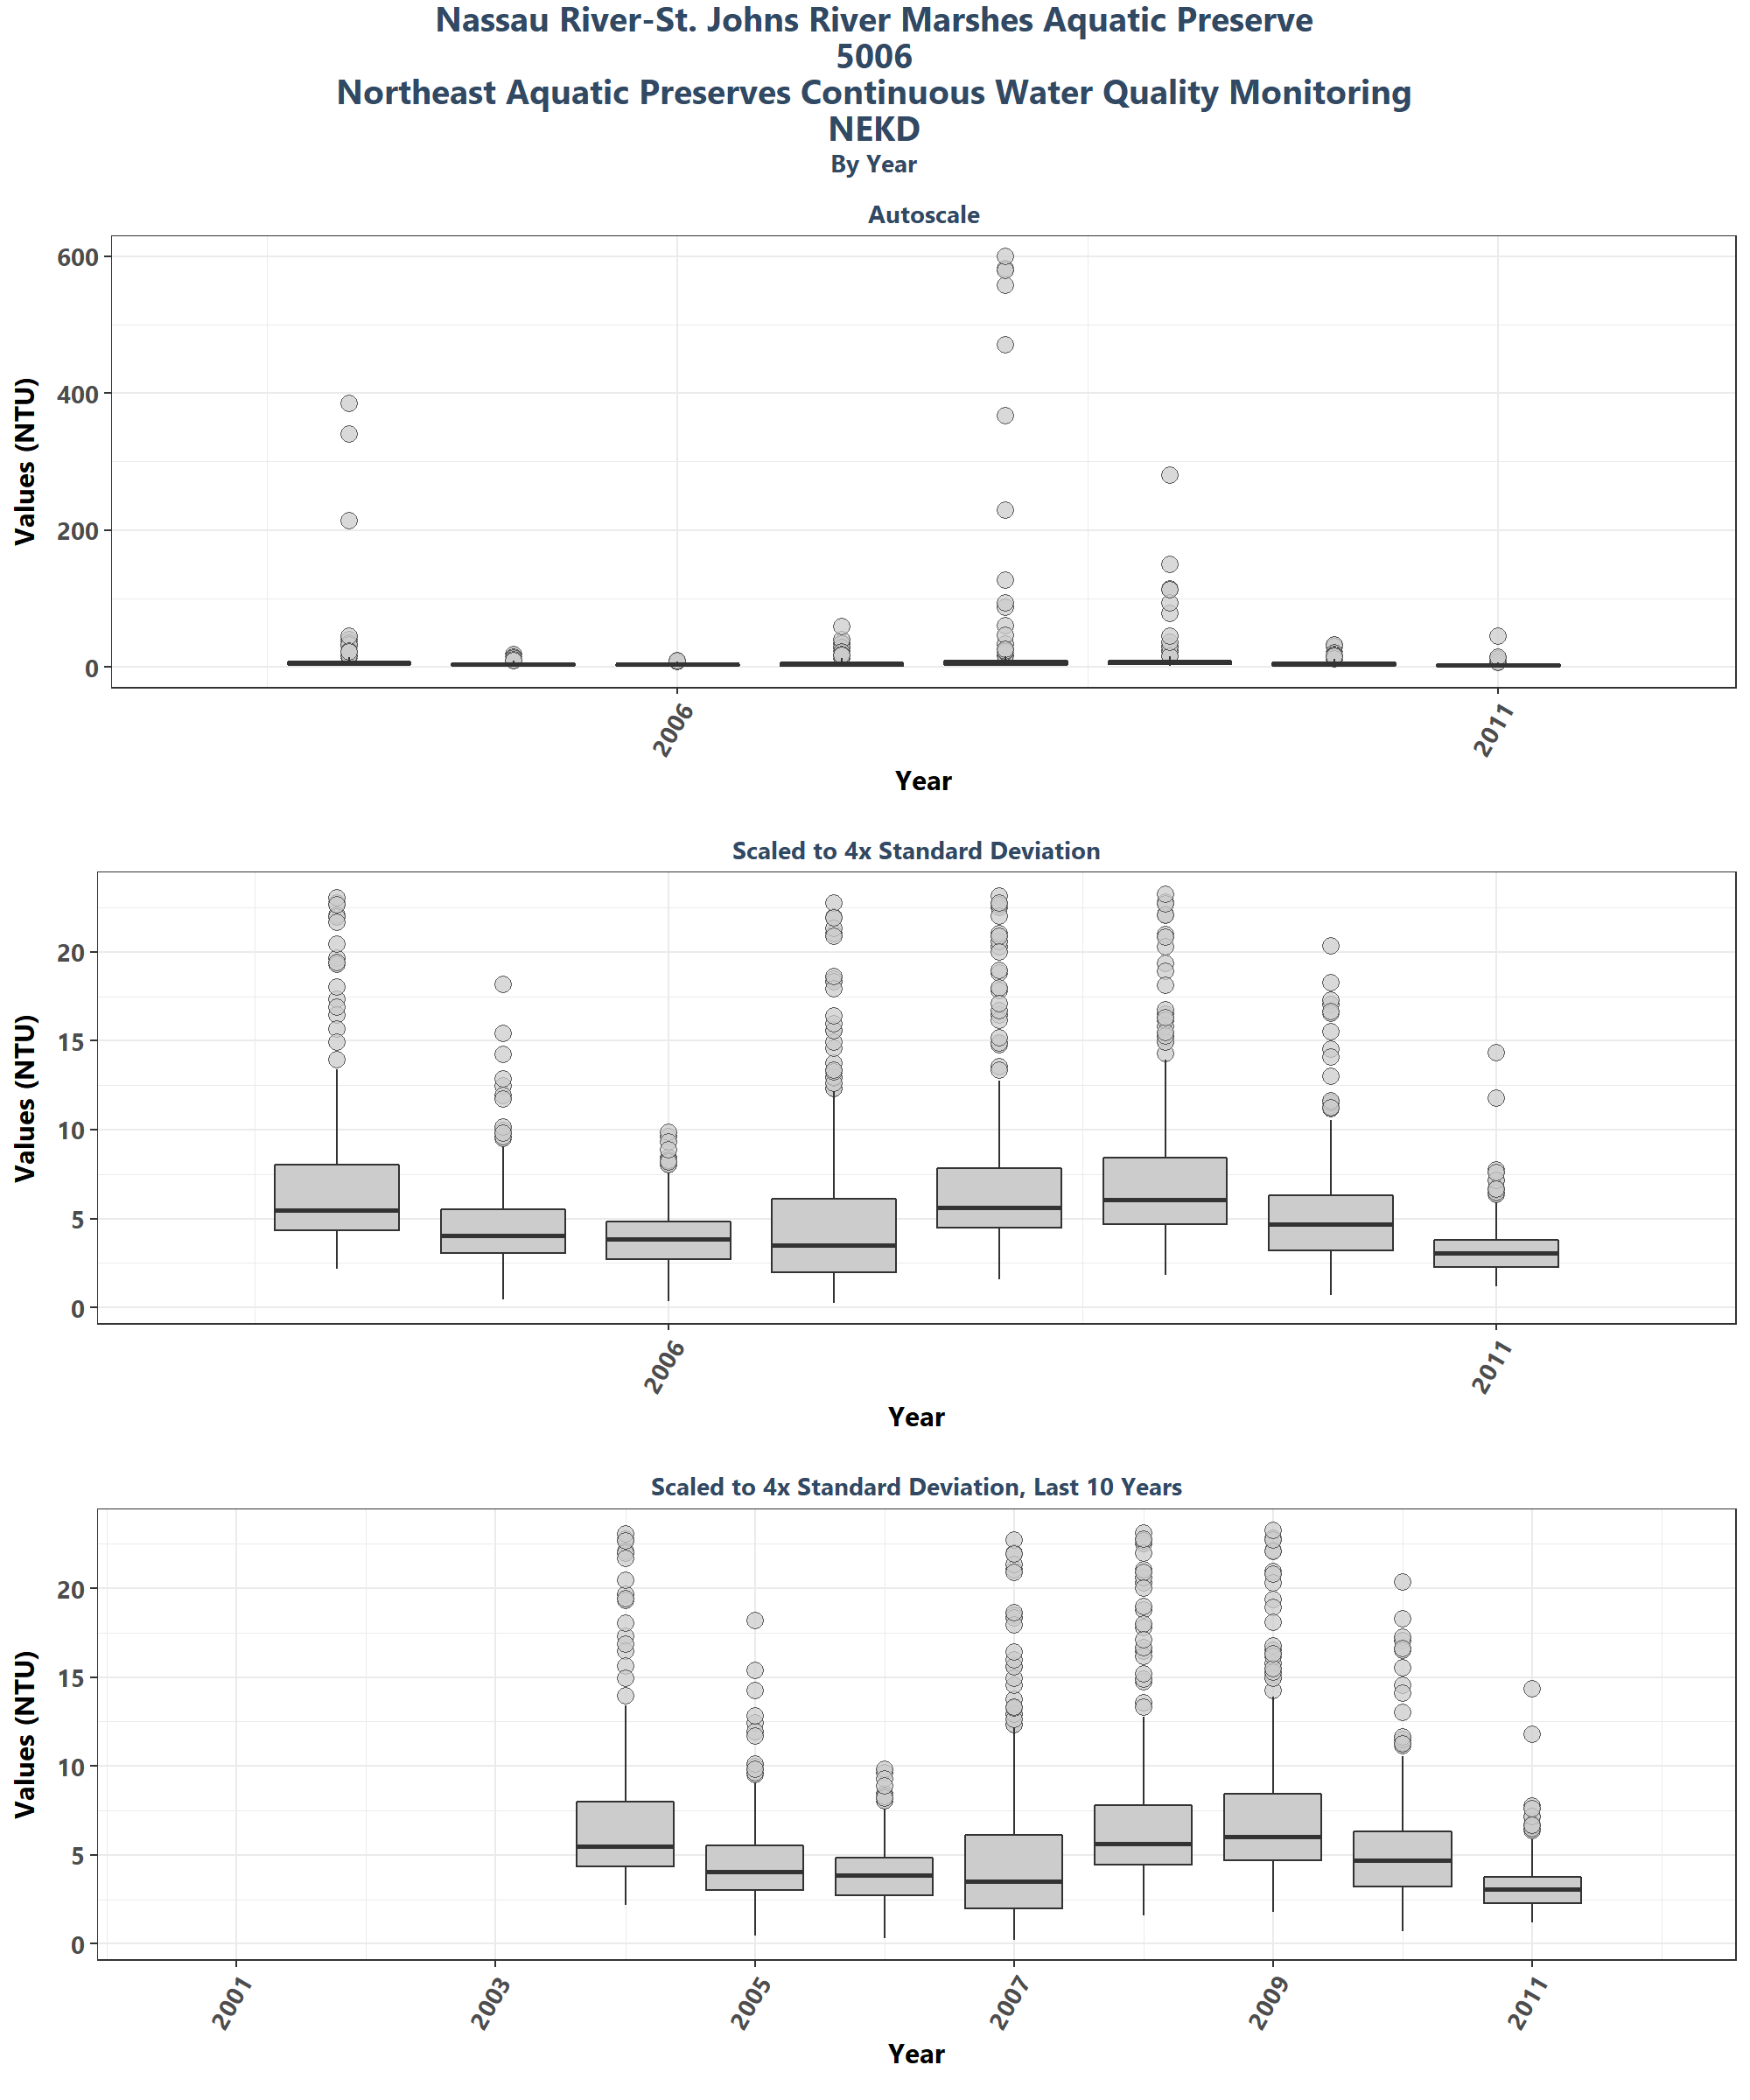 Nassau River-St. Johns River Marshes Aquatic Preserve
5006
Northeast Aquatic Preserves Continuous Water Quality Monitoring
NEKD
By Year
Autoscale
Values (NTU)
600
400
200
0
2006
2011
Year
Scaled to 4x Standard Deviation
Values (NTU)
20
15
10
5
0
2006
2011
Year
Scaled to 4x Standard Deviation, Last 10 Years
Values (NTU)
20
15
10
5
0
2001
2003
2005
2007
2009
2011
Year